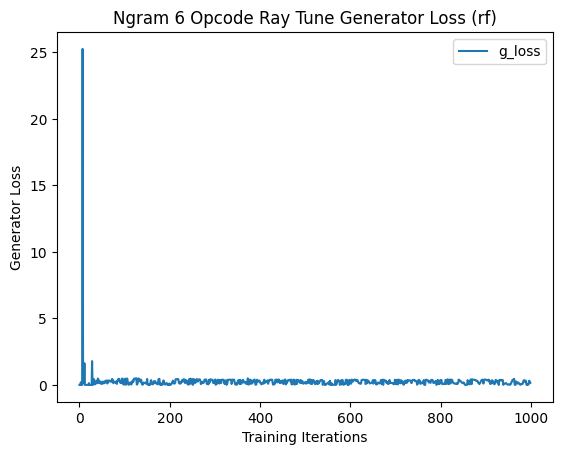 Ngram 6 Opcode Ray Tune Generator Loss (rf)
g_loss
25
20
15
10
5
0
Generator Loss
0 200 400 600 800 1000
Training Iterations